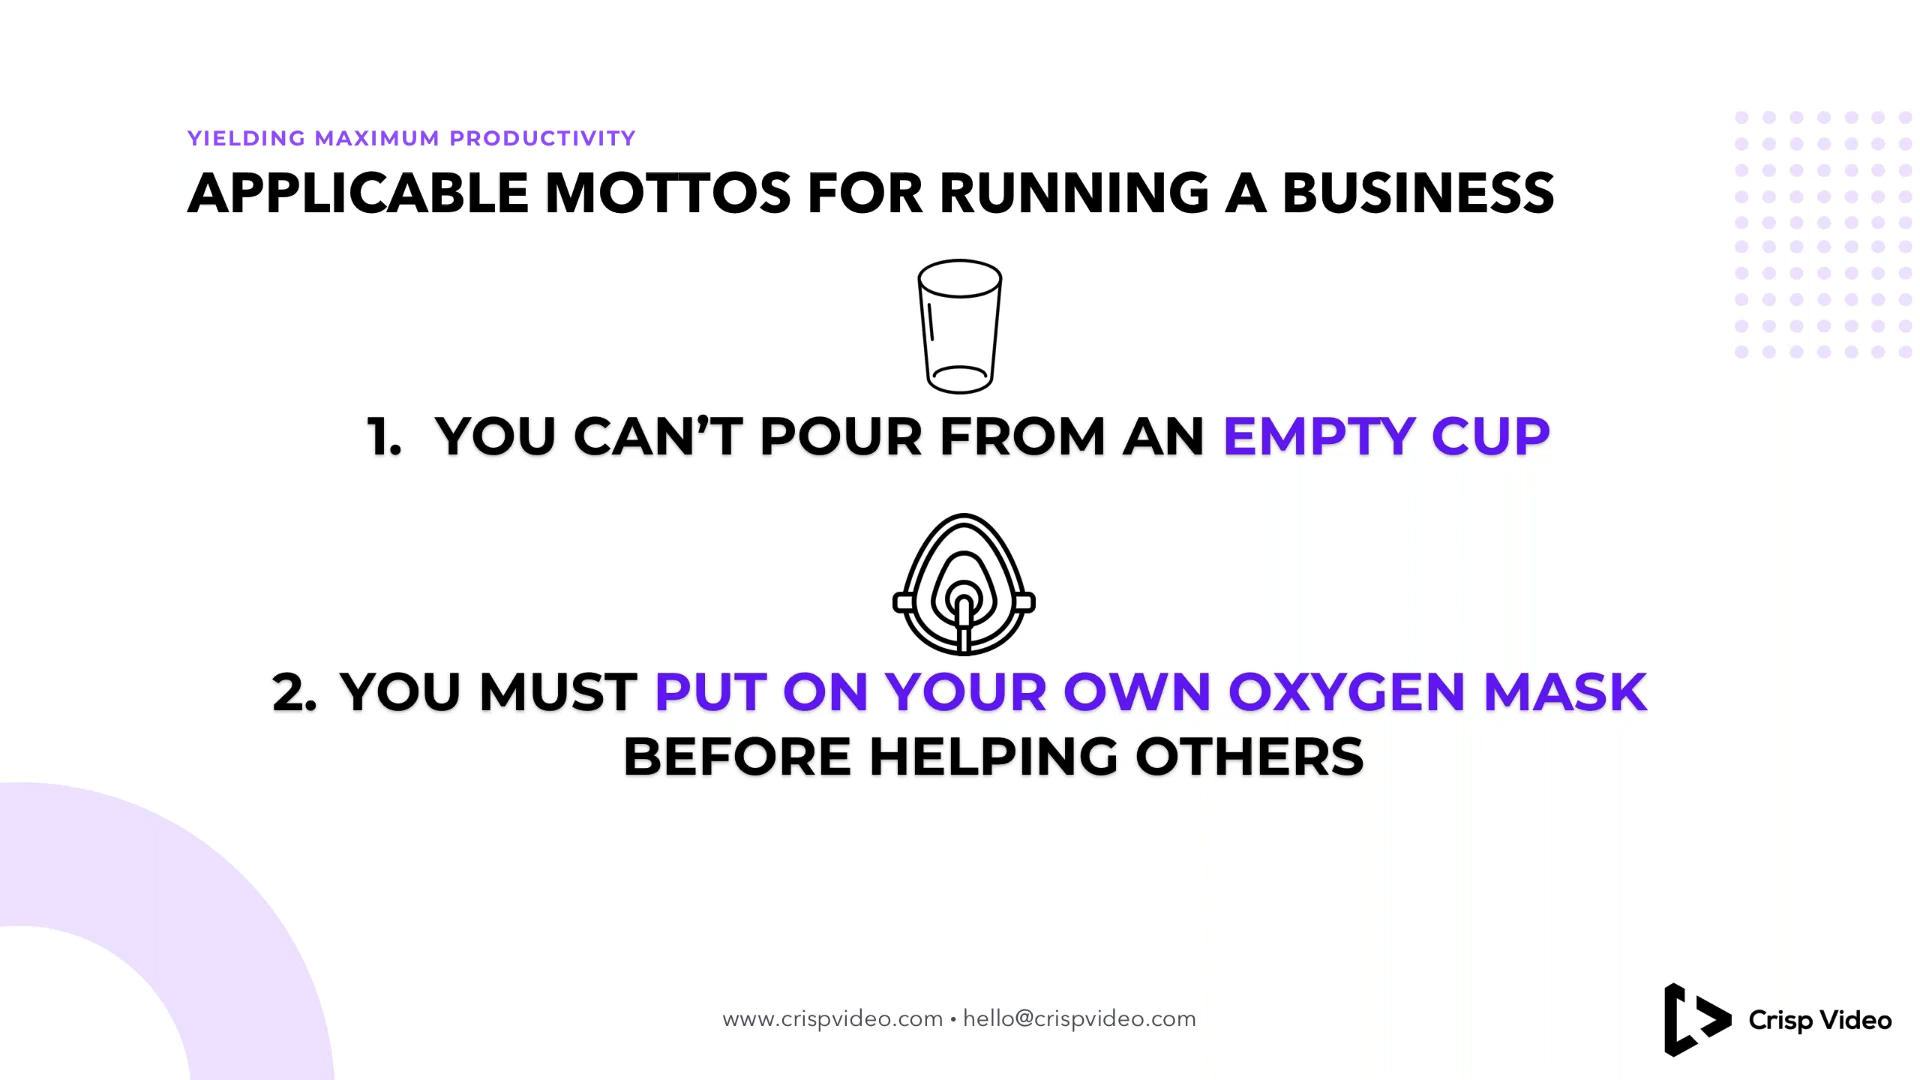 YIELDING MAXIMUM PRODUCTIVITY
APPLICABLE MOTTOS FOR RUNNING A BUSINESS
1. YOU CAN’T POUR FROM AN EMPTY CUP
2. YOU MUST PUT ON YOUR OWN OXYGEN MASK
BEFORE HELPING OTHERS
www.crispvideo.com • hello@crispvideo.com
Crisp Video